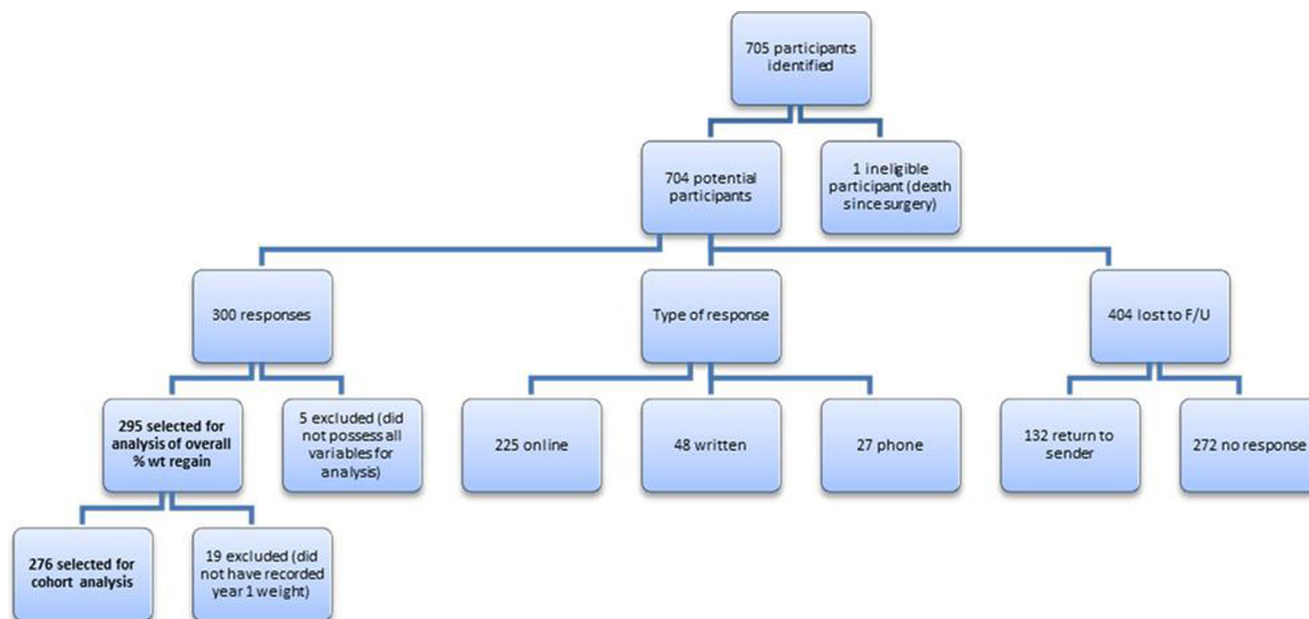 705 participants
identified
704 potential
participants
1 ineligible
participant (death
since surgery)
300 responses
Type of response
404 lost to F/U
295 selected for
analysis of overall
% wt regain
5 excluded (did
not possess all
variables for
analysis)
225 online
48 written
27 phone
132 return to
sender
272 no response
276 selected for
cohort analysis
19 excluded (did
not have recorded
year 1 weight)